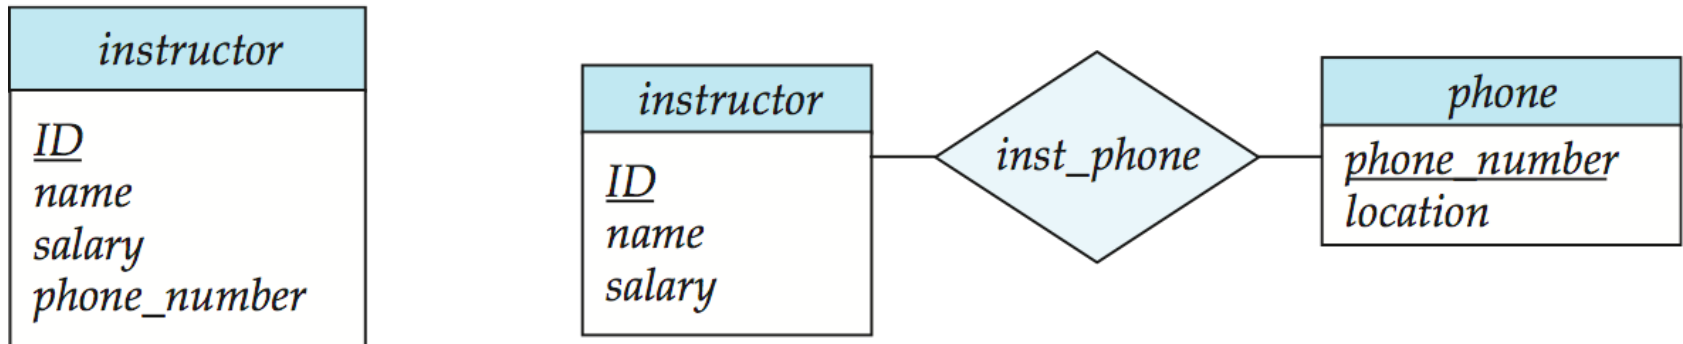 instructor
ID
name
salary
phone_number
instructor
ID
name
salary
inst_phone
phone
phone_number
location